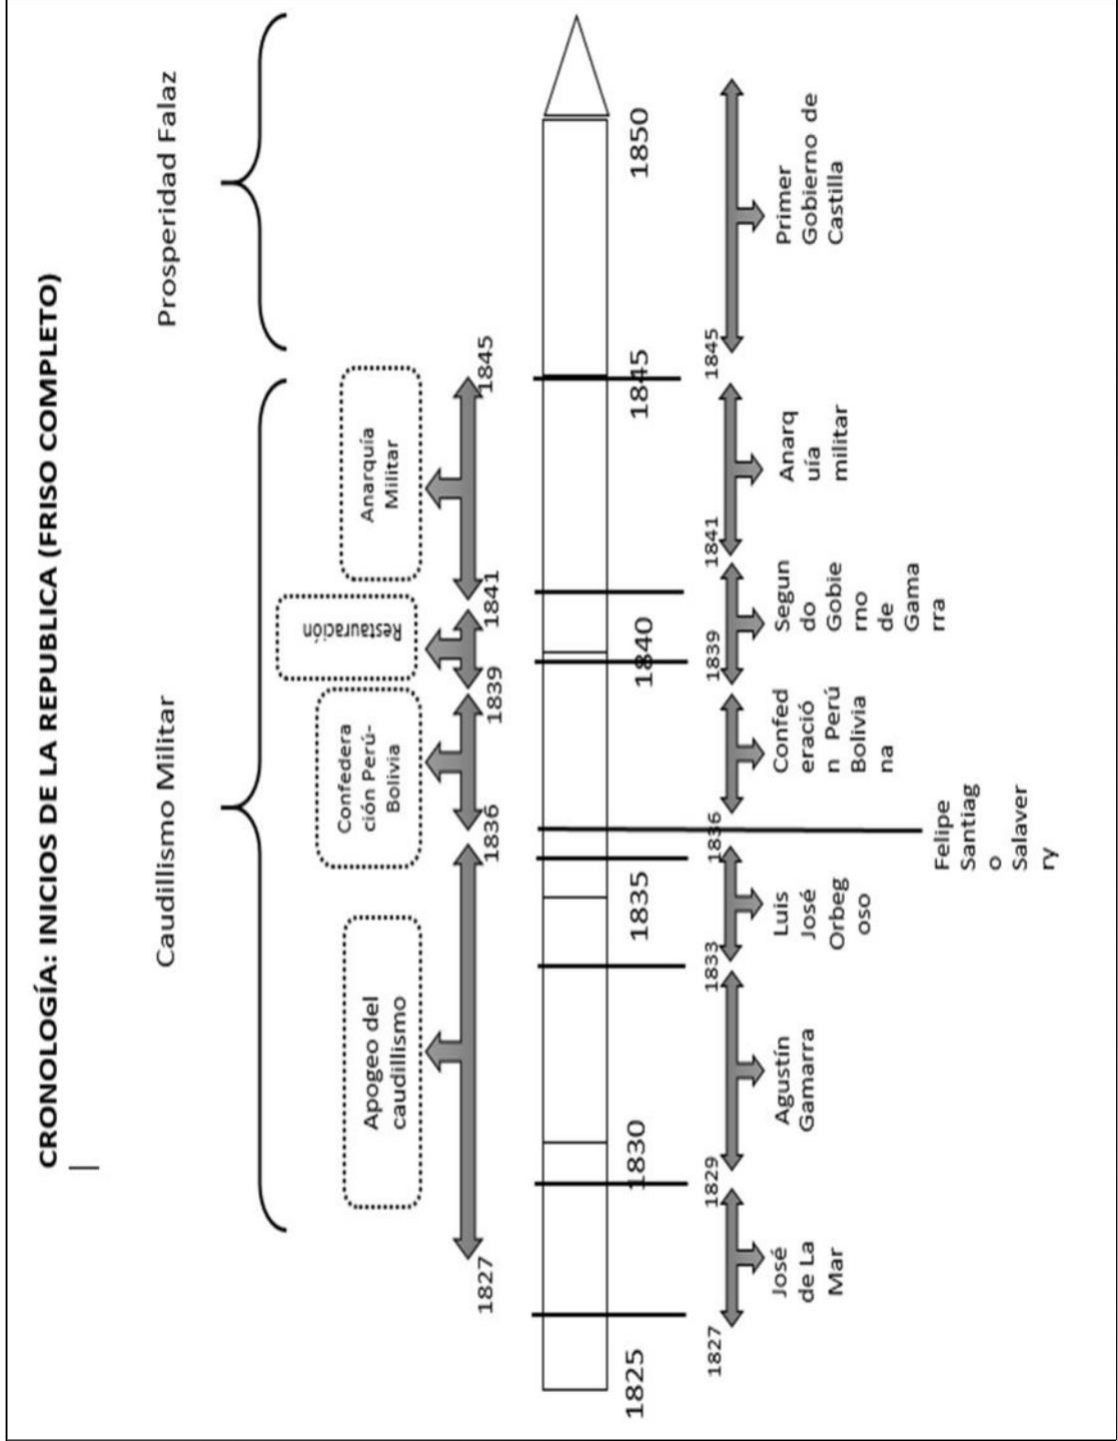 CRONOLOGÍA: INICIOS DE LA REPUBLICA (FRISO COMPLETO)
Caudillismo Militar
Prosperidad Falaz
Apogeo del
caudillismo
Confedera
ción Perú-
Bolivia
Restauración
Anarquía
Militar
1827
1836
1839
1841
1845
1825
1830
1835
1840
1845
1850
1827
1829
1833
1836
1839
1841
1845
José
de La
Mar
Agustín
Gamarra
Luis
José
Orbeg
oso
Felipe
Santiag
o
Salaver
ry
Confed
eració
n Perú
Bolivia
na
Segun
do
Gobie
rno
de
Gama
rra
Anarq
uía
militar
Primer
Gobierno de
Castilla